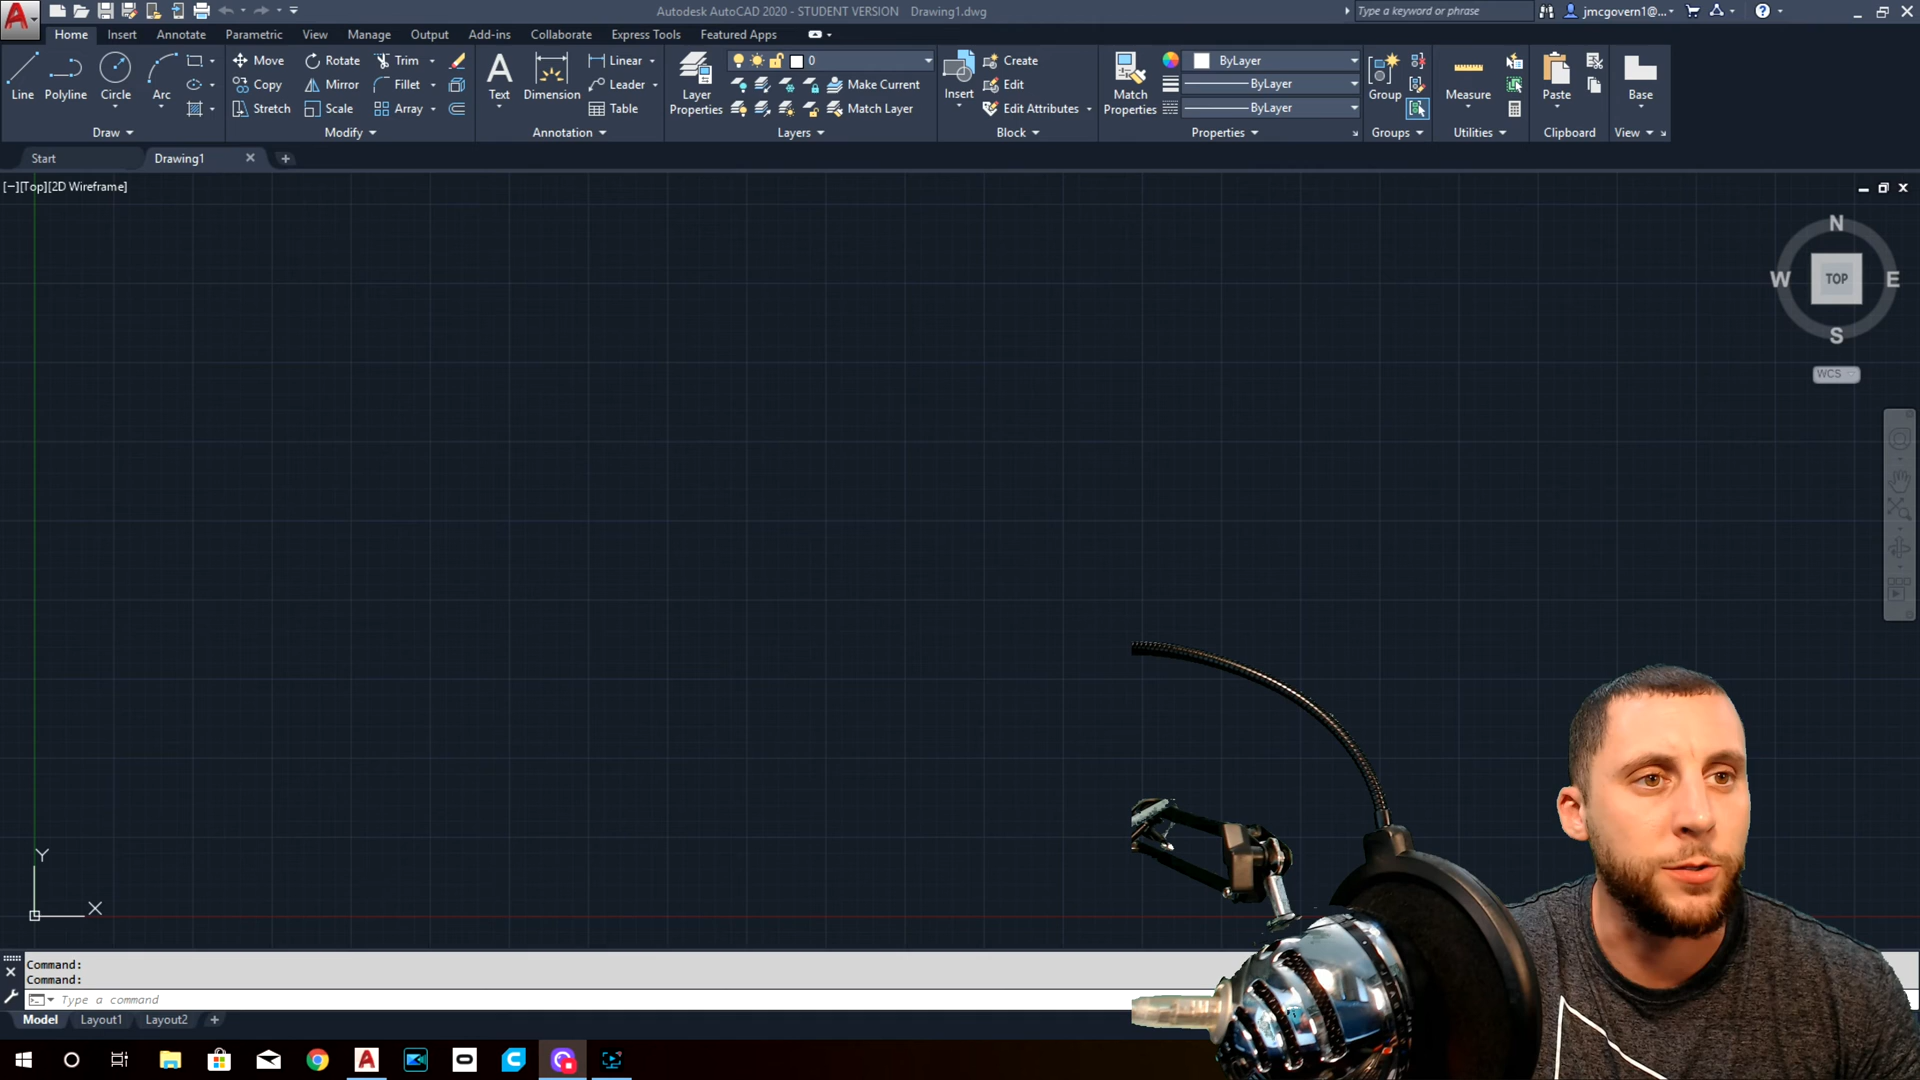 Autodesk AutoCAD 2020 - STUDENT VERSION Drawing1.dwg
Type a keyword or phrase
jmcgovern1@...
Home Insert Annotate Parametric View Manage Output Add-ins Collaborate Express Tools Featured Apps
Line Polyline Circle Arc
Draw
Move Rotate Trim
Copy Mirror Fillet
Stretch Scale Array
Modify
Text Dimension
Linear
Leader
Table
Annotation
Layer Properties
0
Make Current
Match Layer
Layers
Insert
Create
Edit
Edit Attributes
Block
Match Properties
ByLayer
ByLayer
ByLayer
Properties
Group
Groups
Measure
Utilities
Paste
Clipboard
Base
View
Start Drawing1
[−][Top][2D Wireframe]
N
W TOP E
S
WCS
Y
X
Command:
Command:
Type a command
Model Layout1 Layout2